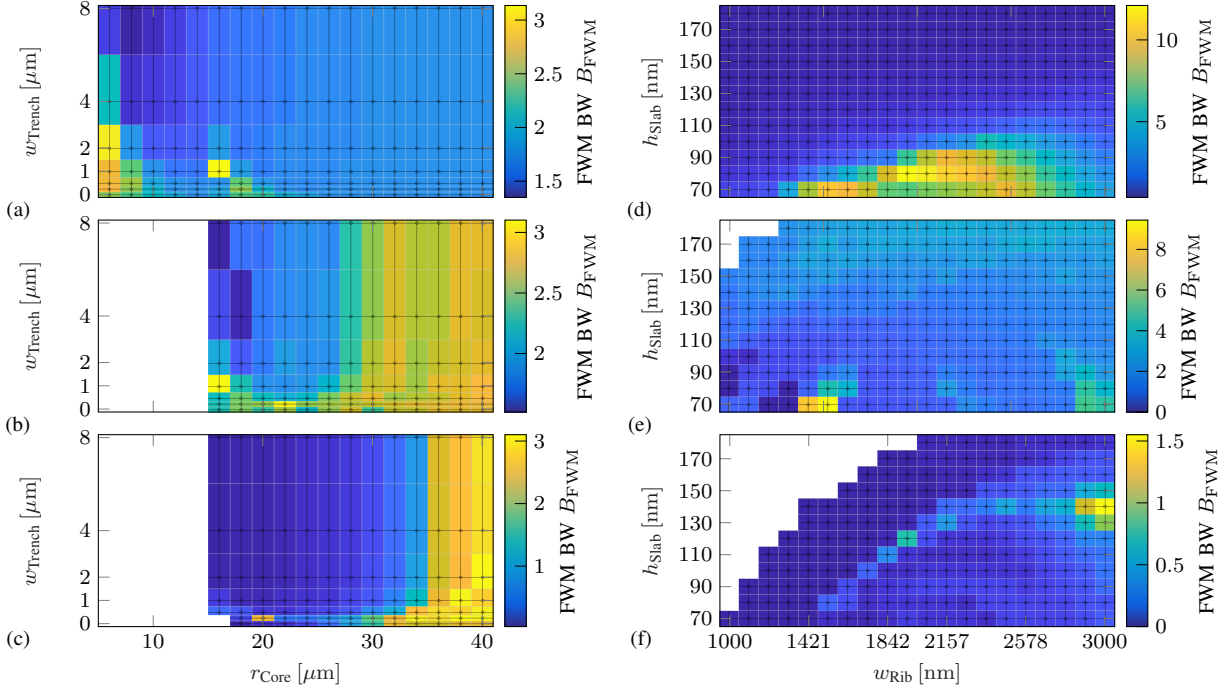 8
4
2
1
0
w_Trench [μm]
(a)
3
2.5
2
1.5
FWM BW B_FWM
170
150
130
110
90
70
h_Slab [nm]
(d)
10
5
FWM BW B_FWM
8
4
2
1
0
w_Trench [μm]
(b)
3
2.5
2
FWM BW B_FWM
170
150
130
110
90
70
h_Slab [nm]
(e)
8
6
4
2
0
FWM BW B_FWM
8
4
2
1
0
w_Trench [μm]
(c)
10 20 30 40
r_Core [μm]
3
2
1
FWM BW B_FWM
170
150
130
110
90
70
h_Slab [nm]
(f)
1000 1421 1842 2157 2578 3000
w_Rib [nm]
1.5
1
0.5
0
FWM BW B_FWM